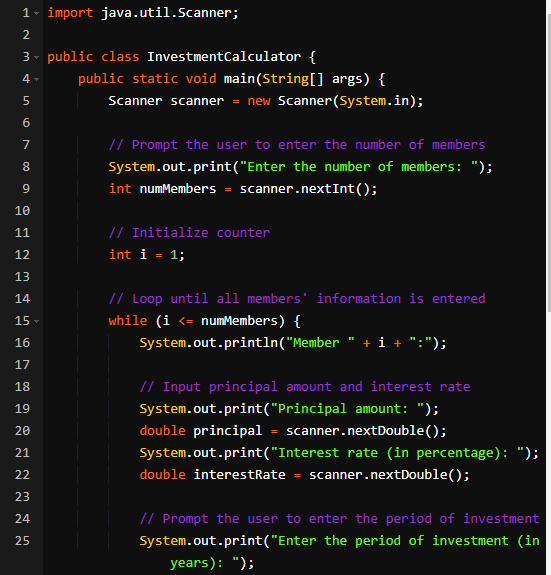 1 import java.util.Scanner;
2
3 public class InvestmentCalculator {
4 public static void main(String[] args) {
5 Scanner scanner = new Scanner(System.in);
6
7 // Prompt the user to enter the number of members
8 System.out.print("Enter the number of members: ");
9 int numMembers = scanner.nextInt();
10
11 // Initialize counter
12 int i = 1;
13
14 // Loop until all members' information is entered
15 while (i <= numMembers) {
16 System.out.println("Member " + i + ":");
17
18 // Input principal amount and interest rate
19 System.out.print("Principal amount: ");
20 double principal = scanner.nextDouble();
21 System.out.print("Interest rate (in percentage): ");
22 double interestRate = scanner.nextDouble();
23
24 // Prompt the user to enter the period of investment
25 System.out.print("Enter the period of investment (in
years): ");